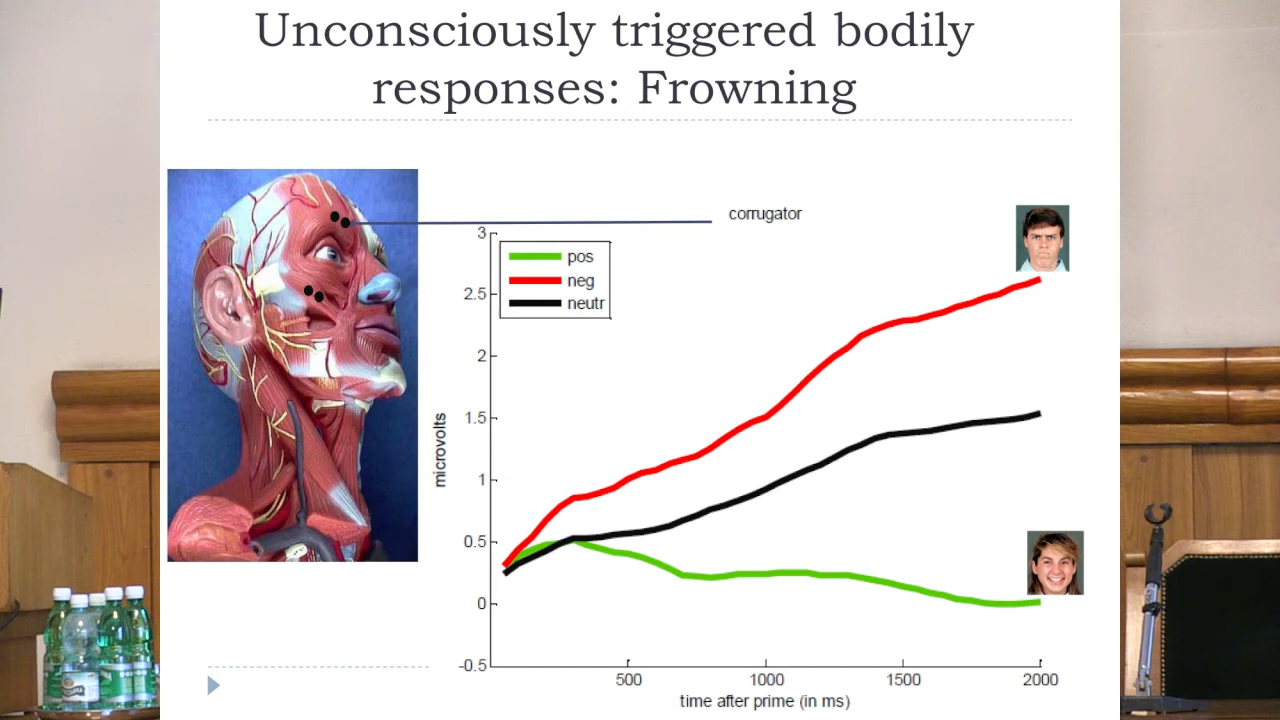 Unconsciously triggered bodily
responses: Frowning
corrugator
3
2.5
2
1.5
1
0.5
0
-0.5
microvolts
pos
neg
neutr
500
1000
1500
2000
time after prime (in ms)